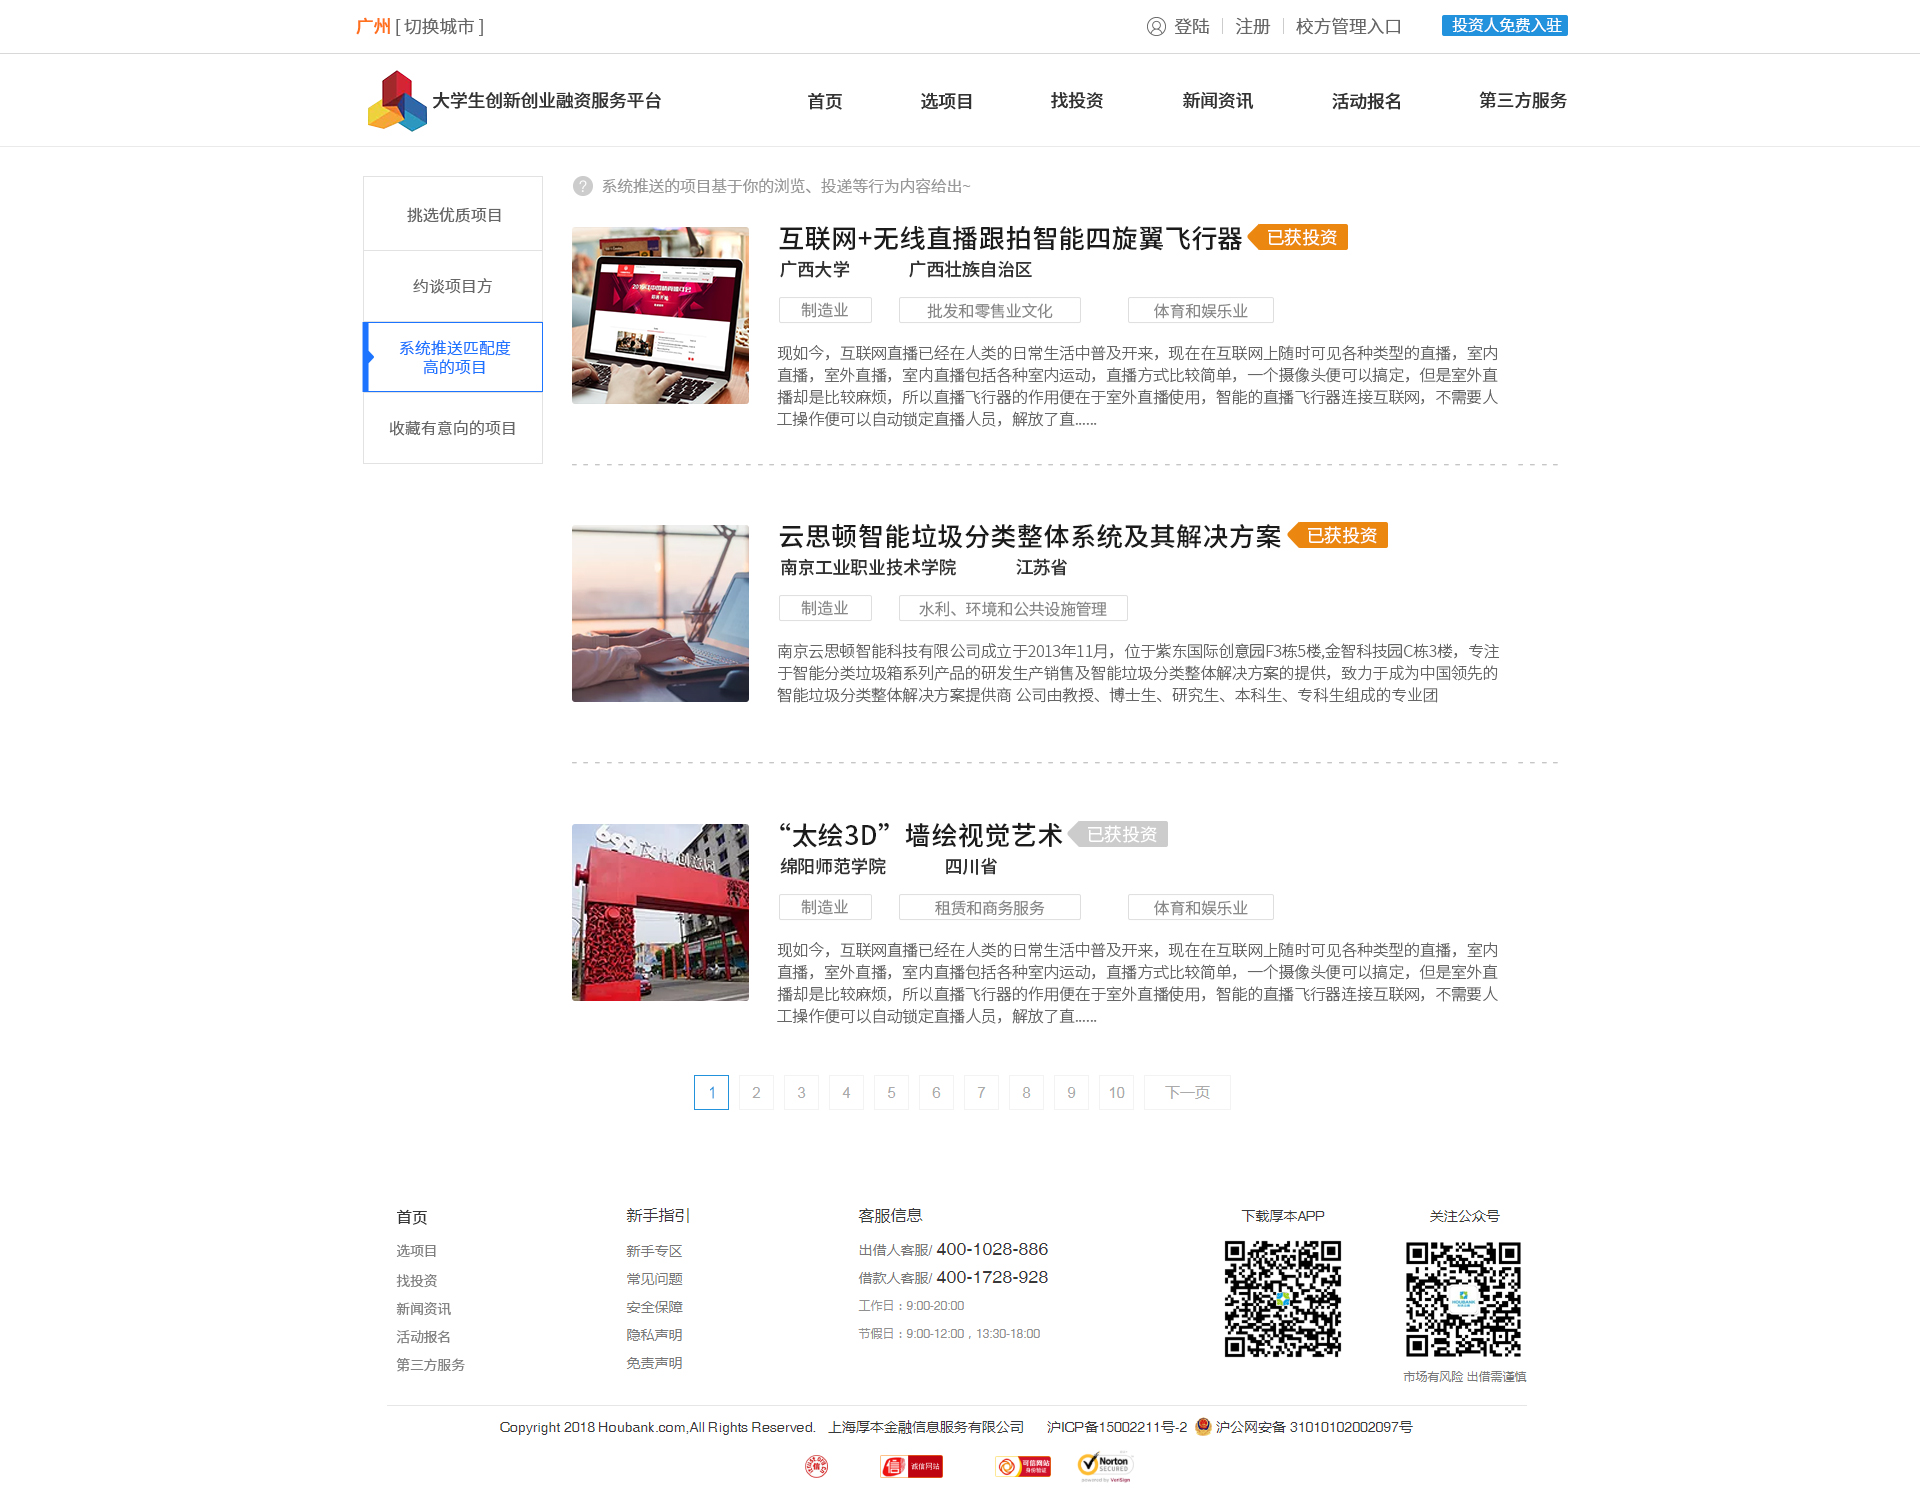 广州 [ 切换城市 ]
登陆 注册 校方管理入口 投资人免费入驻
大学生创新创业融资服务平台
首页 选项目 找投资 新闻资讯 活动报名 第三方服务
挑选优质项目
约谈项目方
系统推送匹配度
高的项目
收藏有意向的项目
? 系统推送的项目基于你的浏览、投递等行为内容给出~
互联网+无线直播跟拍智能四旋翼飞行器 已获投资
广西大学 广西壮族自治区
制造业 批发和零售业文化 体育和娱乐业
现如今，互联网直播已经在人类的日常生活中普及开来，现在在互联网上随时可见各种类型的直播，室内
直播，室外直播，室内直播包括各种室内运动，直播方式比较简单，一个摄像头便可以搞定，但是室外直
播却是比较麻烦，所以直播飞行器的作用便在于室外直播使用，智能的直播飞行器连接互联网，不需要人
工操作便可以自动锁定直播人员，解放了直......
云思顿智能垃圾分类整体系统及其解决方案 已获投资
南京工业职业技术学院 江苏省
制造业 水利、环境和公共设施管理
南京云思顿智能科技有限公司成立于2013年11月，位于紫东国际创意园F3栋5楼,金智科技园C栋3楼，专注
于智能分类垃圾箱系列产品的研发生产销售及智能垃圾分类整体解决方案的提供，致力于成为中国领先的
智能垃圾分类整体解决方案提供商 公司由教授、博士生、研究生、本科生、专科生组成的专业团
“太绘3D”墙绘视觉艺术 已获投资
绵阳师范学院 四川省
制造业 租赁和商务服务 体育和娱乐业
699文化创意园
现如今，互联网直播已经在人类的日常生活中普及开来，现在在互联网上随时可见各种类型的直播，室内
直播，室外直播，室内直播包括各种室内运动，直播方式比较简单，一个摄像头便可以搞定，但是室外直
播却是比较麻烦，所以直播飞行器的作用便在于室外直播使用，智能的直播飞行器连接互联网，不需要人
工操作便可以自动锁定直播人员，解放了直......
1 2 3 4 5 6 7 8 9 10 下一页
首页
选项目
找投资
新闻资讯
活动报名
第三方服务
新手指引
新手专区
常见问题
安全保障
隐私声明
免责声明
客服信息
出借人客服/ 400-1028-886
借款人客服/ 400-1728-928
工作日：9:00-20:00
节假日：9:00-12:00，13:30-18:00
下载厚本APP
关注公众号
HOUBANK
市场有风险 出借需谨慎
Copyright 2018 Houbank.com,All Rights Reserved. 上海厚本金融信息服务有限公司 沪ICP备15002211号-2 沪公网安备 31010102002097号
信 诚信网站 可信网站 身份验证 Norton SECURED powered by VeriSign